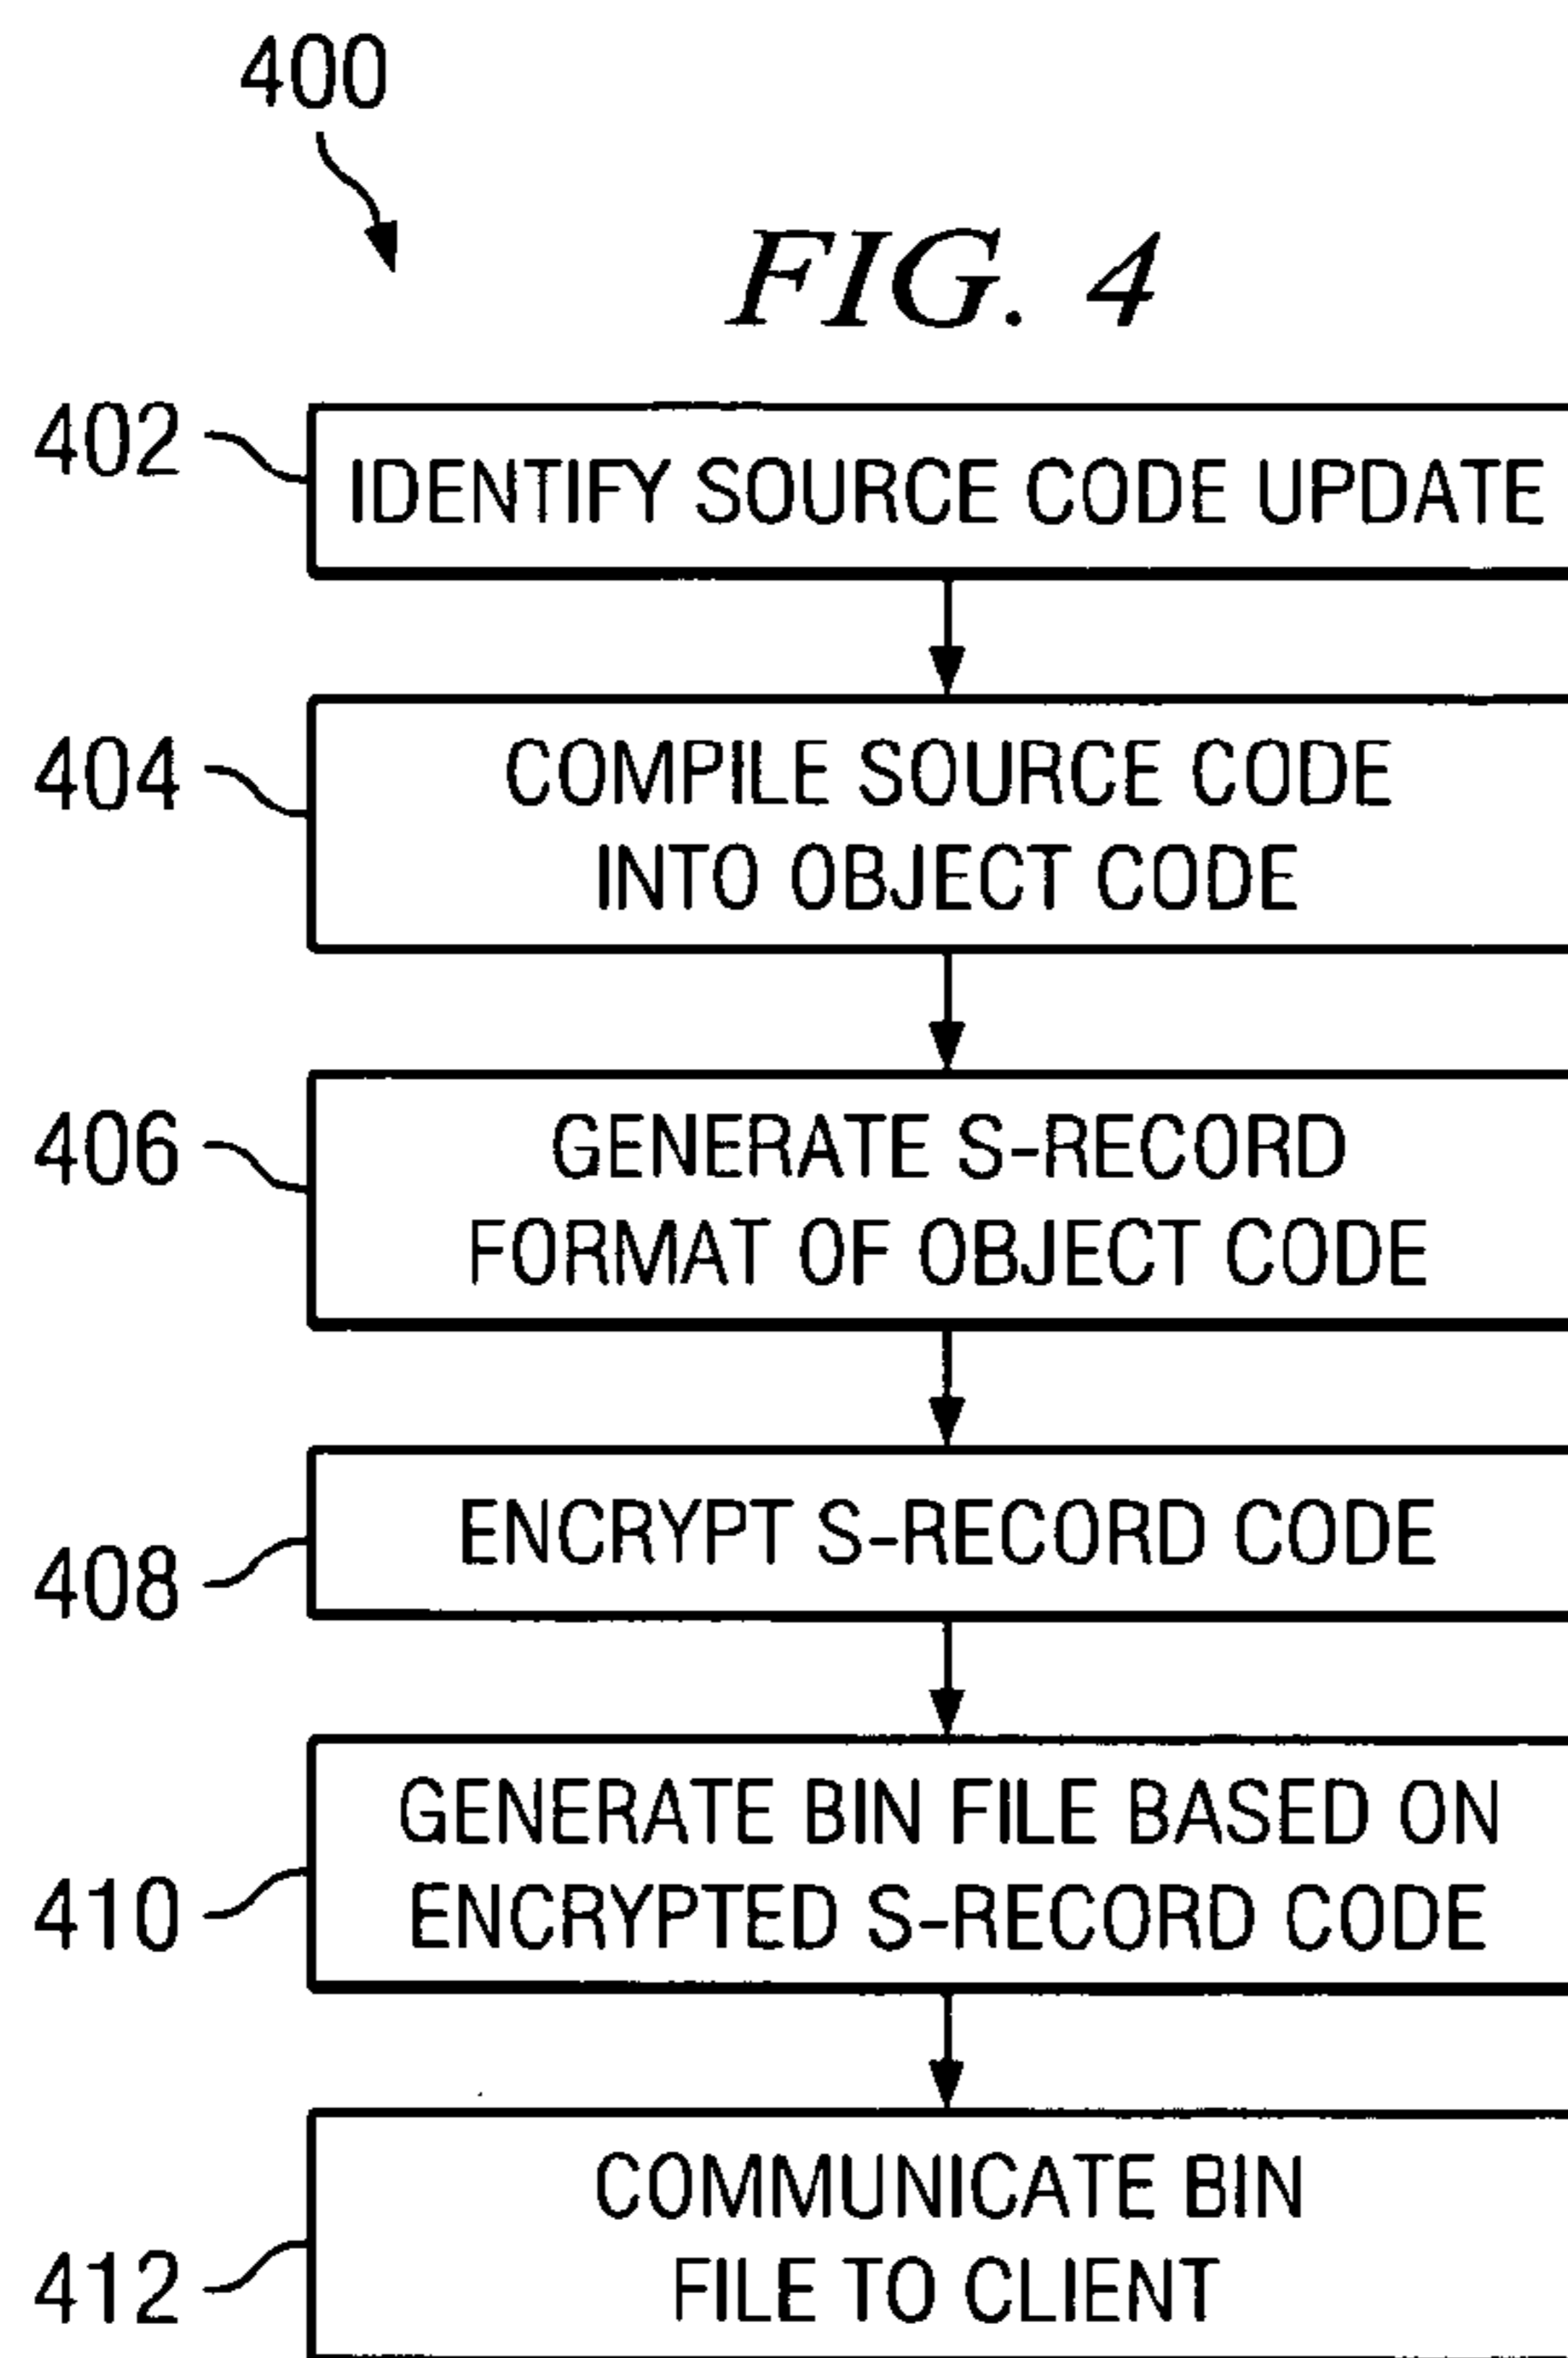 400
FIG. 4
402
IDENTIFY SOURCE CODE UPDATE
404
COMPILE SOURCE CODE
INTO OBJECT CODE
406
GENERATE S-RECORD
FORMAT OF OBJECT CODE
408
ENCRYPT S-RECORD CODE
410
GENERATE BIN FILE BASED ON
ENCRYPTED S-RECORD CODE
412
COMMUNICATE BIN
FILE TO CLIENT